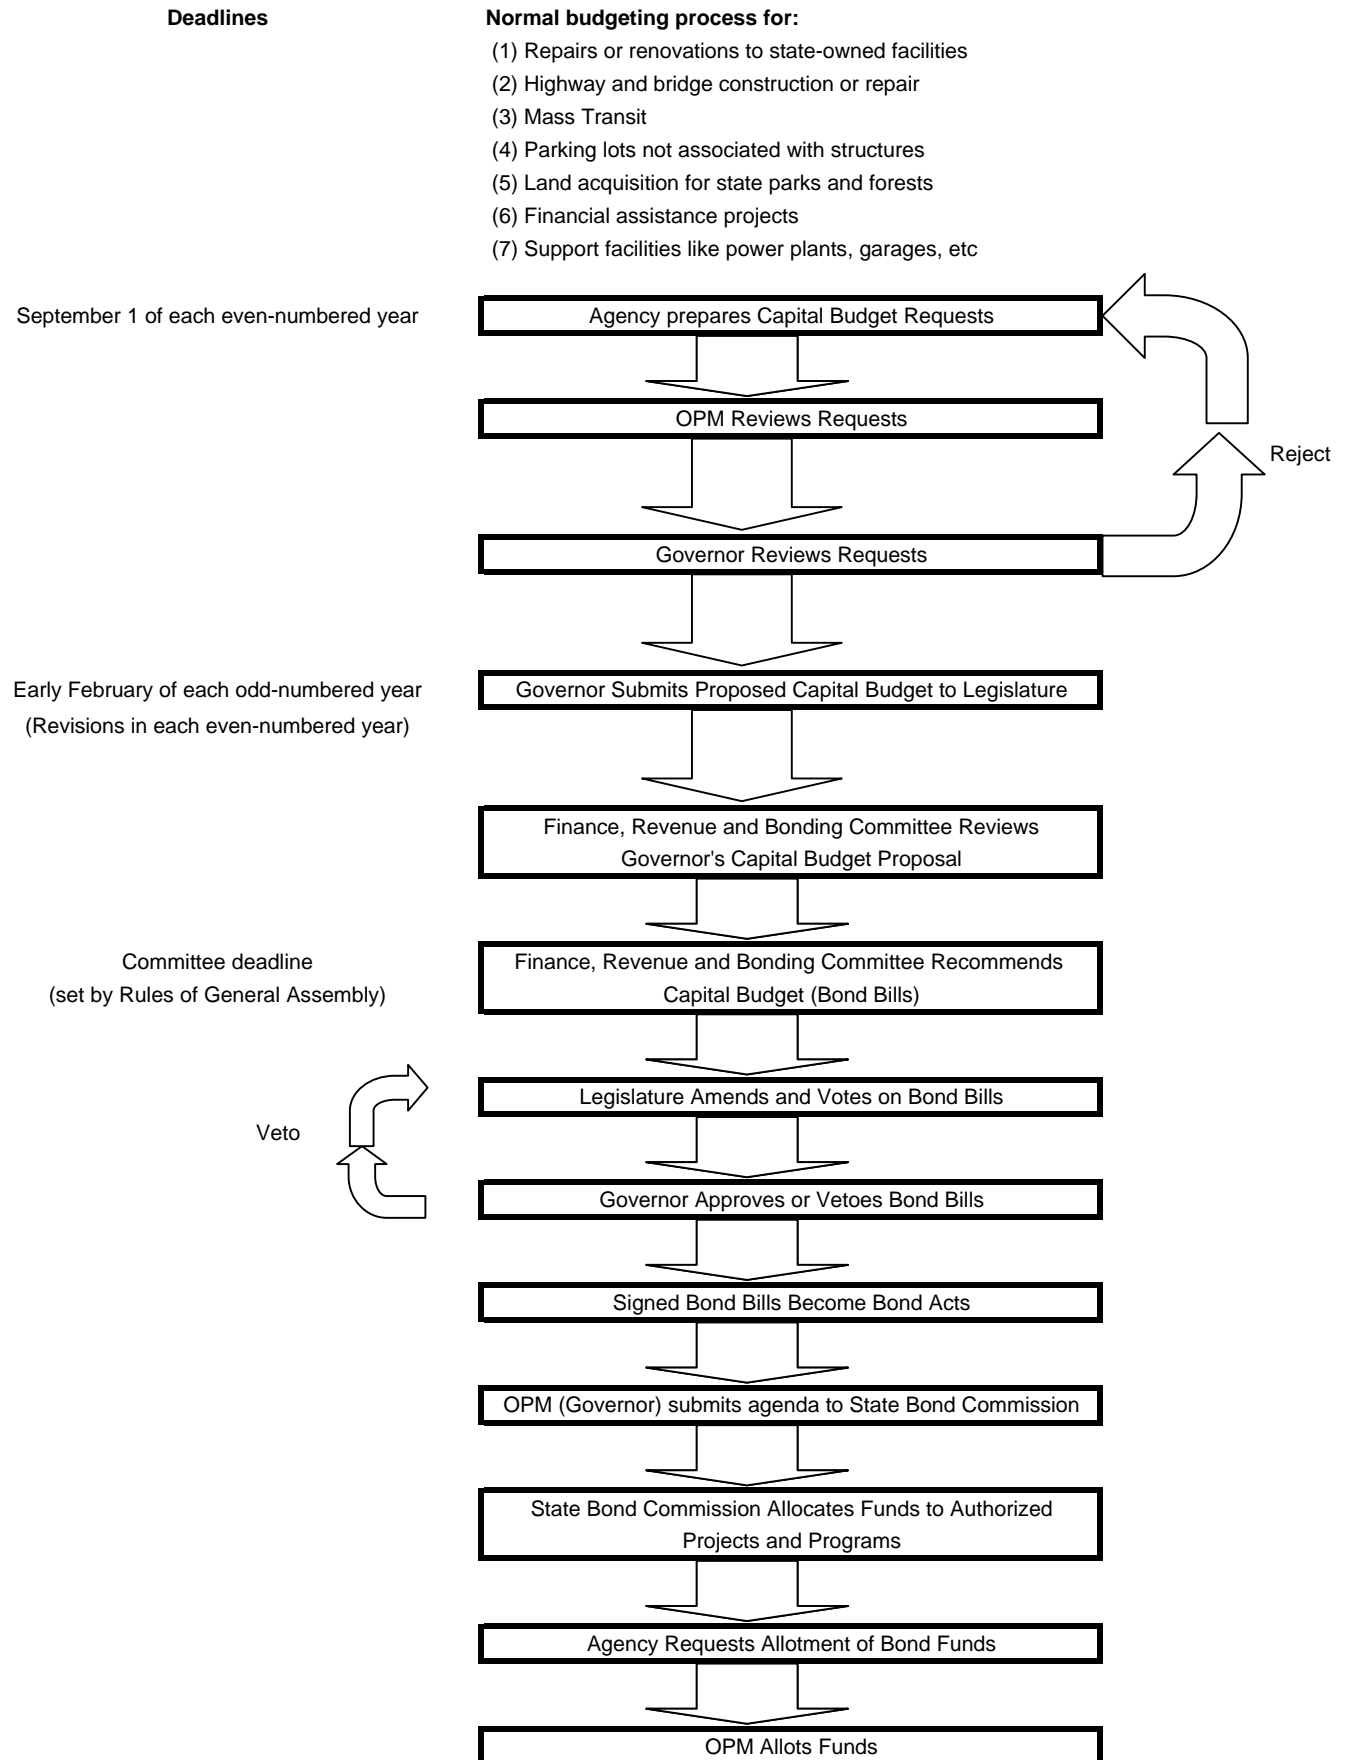 Deadlines
Normal budgeting process for:
(1) Repairs or renovations to state-owned facilities
(2) Highway and bridge construction or repair
(3) Mass Transit
(4) Parking lots not associated with structures
(5) Land acquisition for state parks and forests
(6) Financial assistance projects
(7) Support facilities like power plants, garages, etc
September 1 of each even-numbered year
Agency prepares Capital Budget Requests
OPM Reviews Requests
Reject
Governor Reviews Requests
Early February of each odd-numbered year
(Revisions in each even-numbered year)
Governor Submits Proposed Capital Budget to Legislature
Finance, Revenue and Bonding Committee Reviews
Governor's Capital Budget Proposal
Committee deadline
(set by Rules of General Assembly)
Finance, Revenue and Bonding Committee Recommends
Capital Budget (Bond Bills)
Legislature Amends and Votes on Bond Bills
Veto
Governor Approves or Vetoes Bond Bills
Signed Bond Bills Become Bond Acts
OPM (Governor) submits agenda to State Bond Commission
State Bond Commission Allocates Funds to Authorized
Projects and Programs
Agency Requests Allotment of Bond Funds
OPM Allots Funds